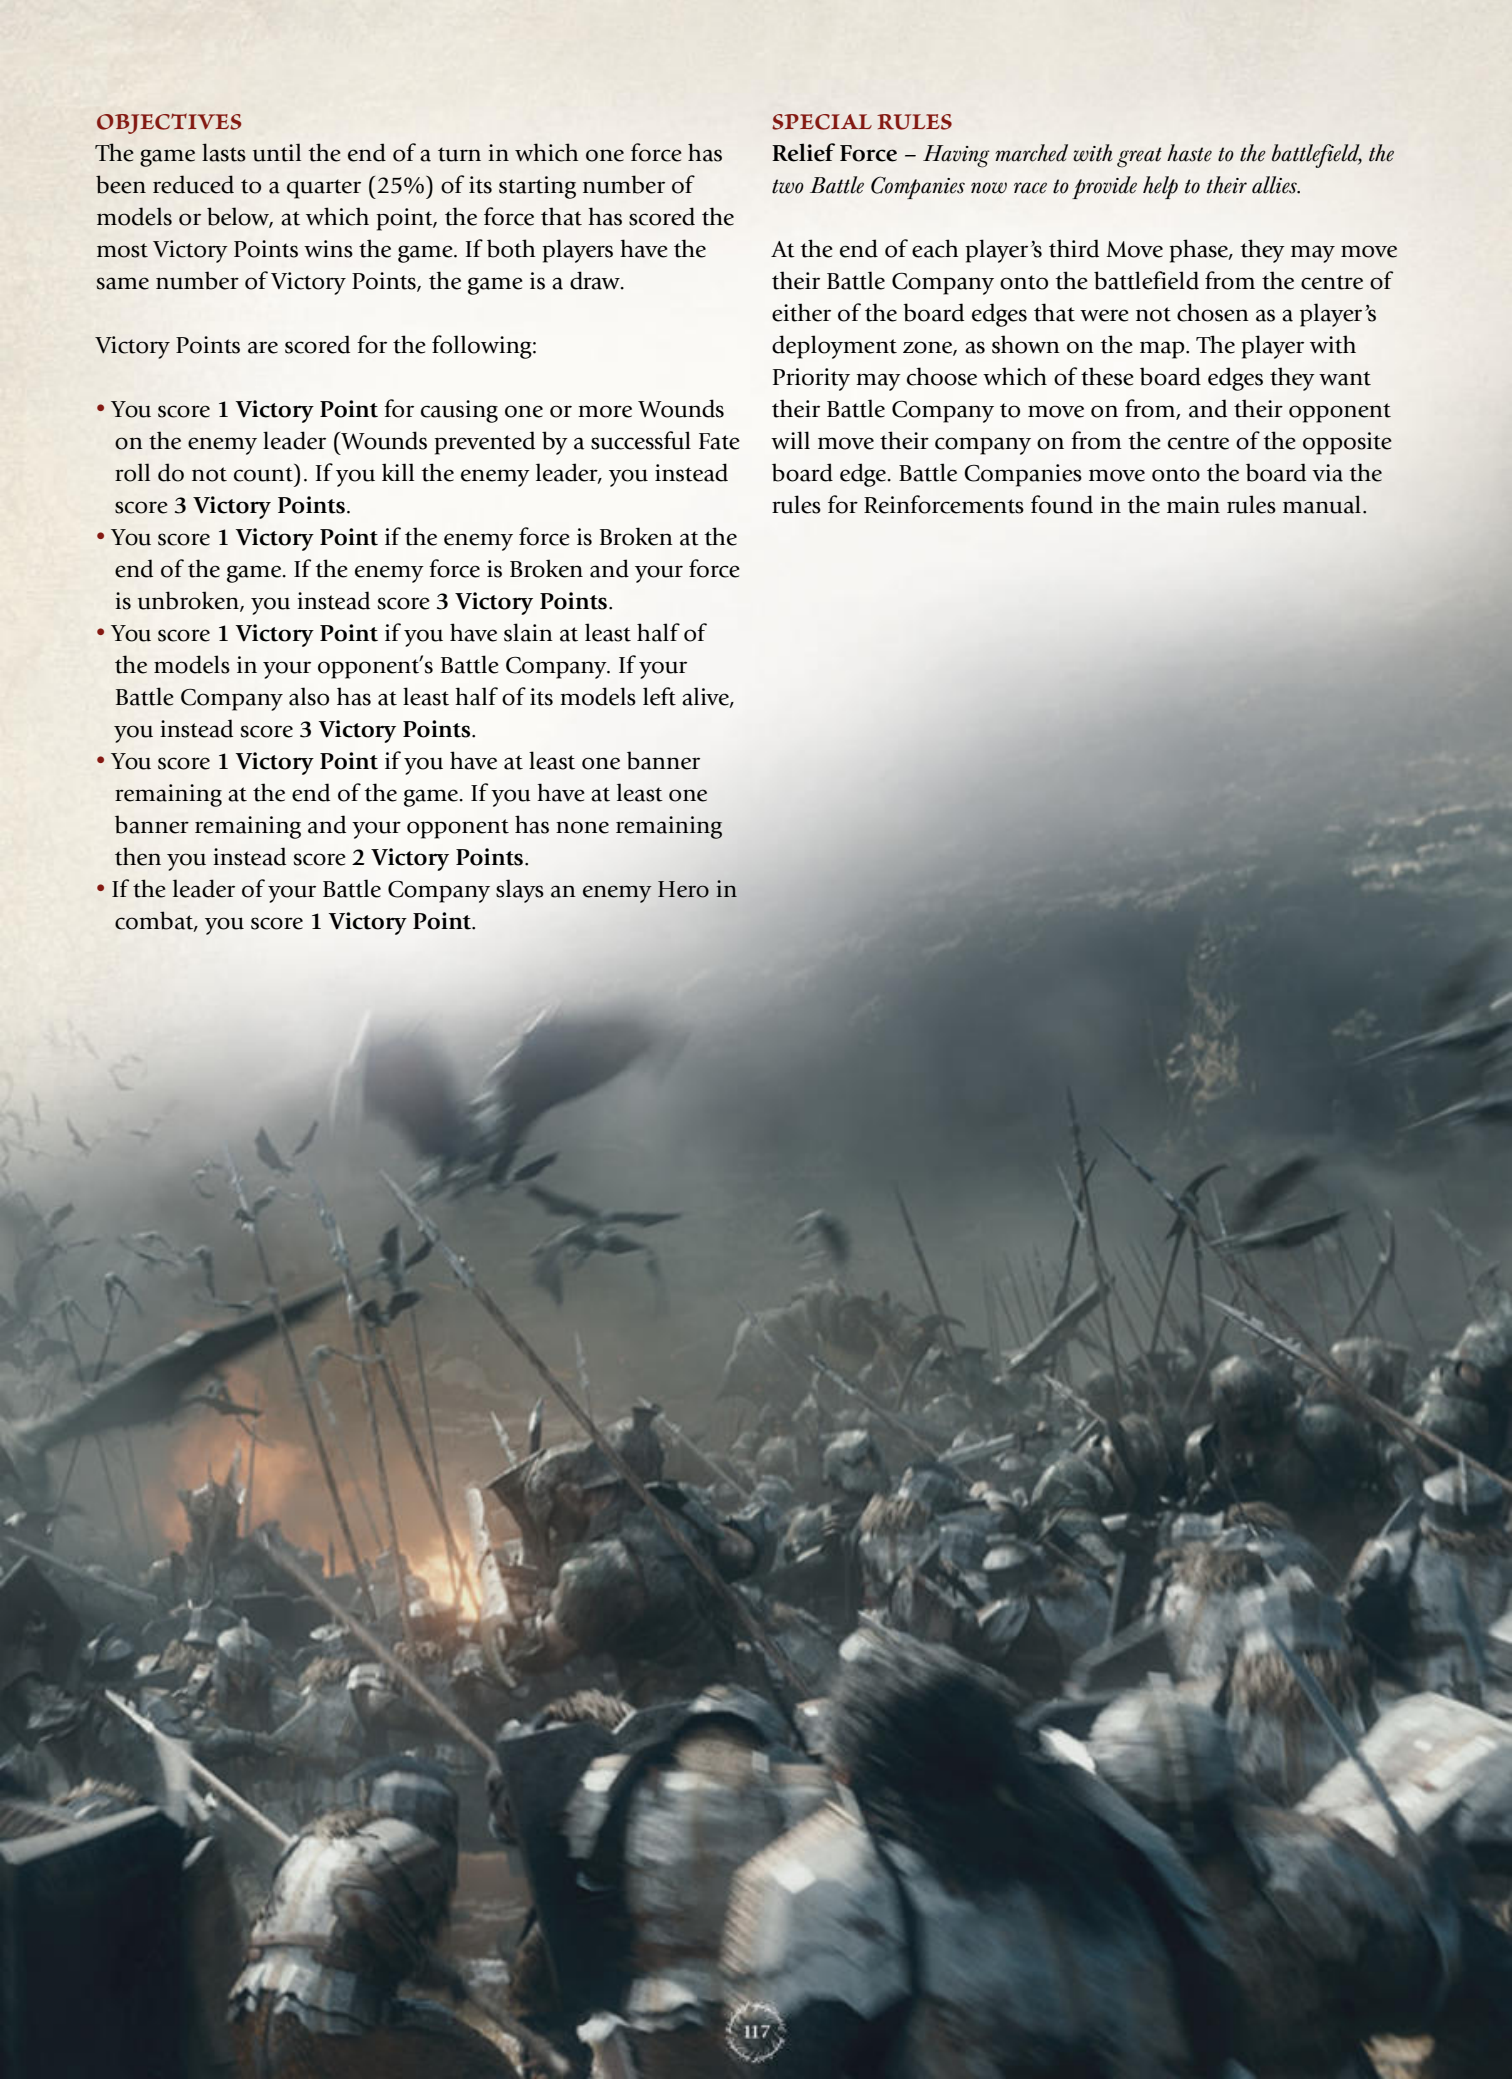 OBJECTIVES
The game lasts until the end of a turn in which one force has
been reduced to a quarter (25%) of its starting number of
models or below, at which point, the force that has scored the
most Victory Points wins the game. If both players have the
same number of Victory Points, the game is a draw.
Victory Points are scored for the following:
• You score 1 Victory Point for causing one or more Wounds
on the enemy leader (Wounds prevented by a successful Fate
roll do not count). If you kill the enemy leader, you instead
score 3 Victory Points.
• You score 1 Victory Point if the enemy force is Broken at the
end of the game. If the enemy force is Broken and your force
is unbroken, you instead score 3 Victory Points.
• You score 1 Victory Point if you have slain at least half of
the models in your opponent's Battle Company. If your
Battle Company also has at least half of its models left alive,
you instead score 3 Victory Points.
• You score 1 Victory Point if you have at least one banner
remaining at the end of the game. If you have at least one
banner remaining and your opponent has none remaining
then you instead score 2 Victory Points.
• If the leader of your Battle Company slays an enemy Hero in
combat, you score 1 Victory Point.
SPECIAL RULES
Relief Force – Having marched with great haste to the battlefield, the
two Battle Companies now race to provide help to their allies.
At the end of each player's third Move phase, they may move
their Battle Company onto the battlefield from the centre of
either of the board edges that were not chosen as a player's
deployment zone, as shown on the map. The player with
Priority may choose which of these board edges they want
their Battle Company to move on from, and their opponent
will move their company on from the centre of the opposite
board edge. Battle Companies move onto the board via the
rules for Reinforcements found in the main rules manual.
117